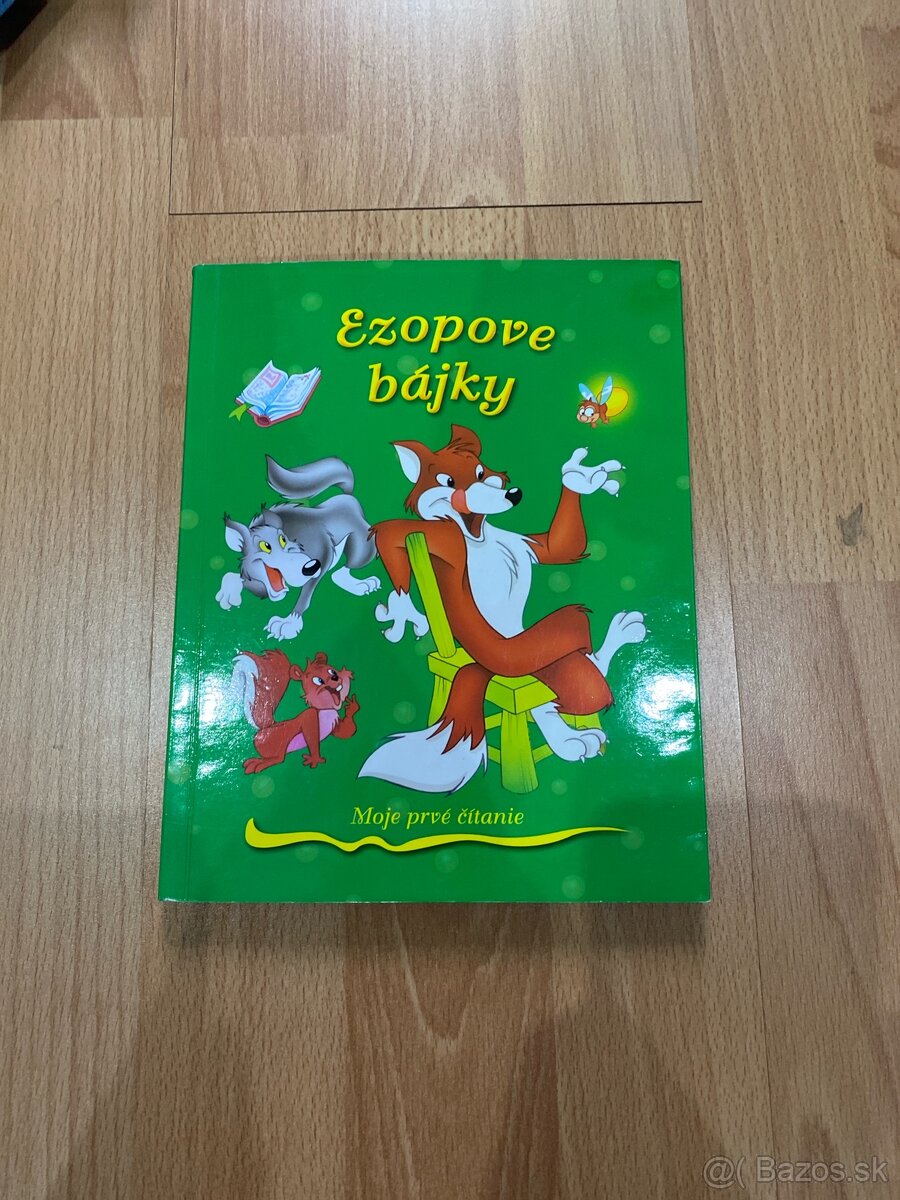 Ezopove
bájky
Moje prvé čítanie
@( Bazos.sk